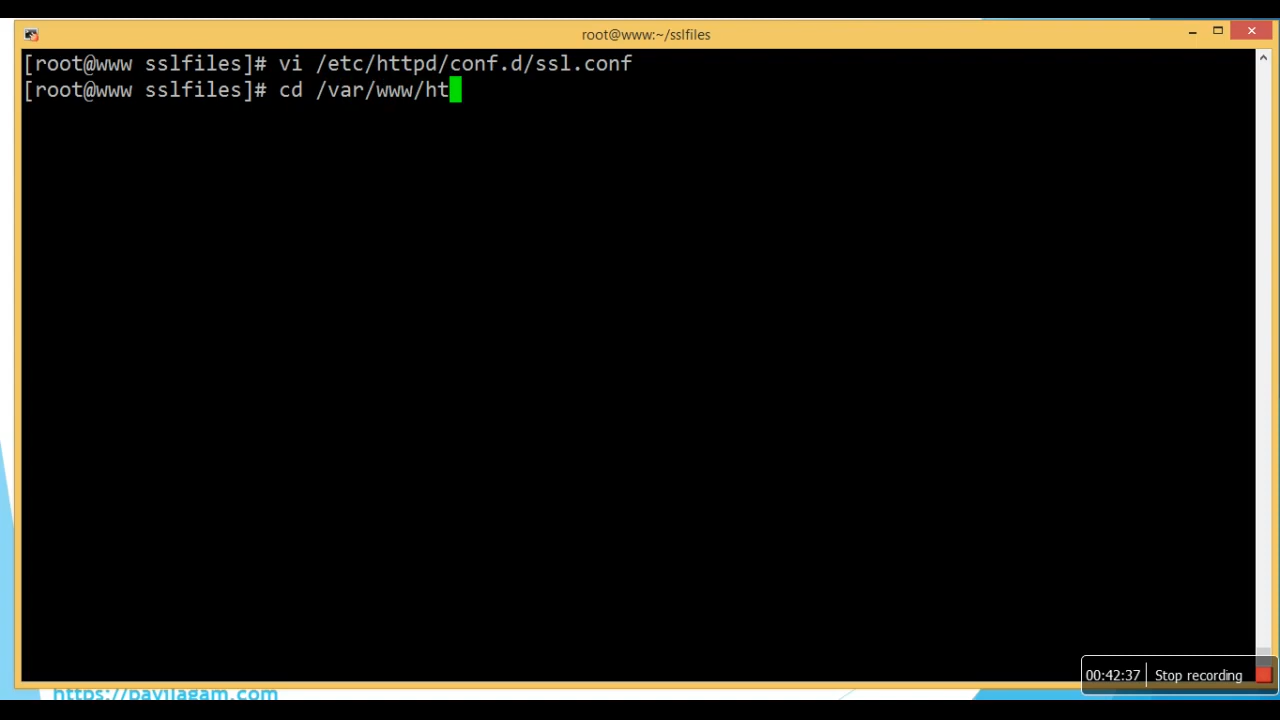 root@www:~/sslfiles
[root@www sslfiles]# vi /etc/httpd/conf.d/ssl.conf
[root@www sslfiles]# cd /var/www/ht
00:42:37 Stop recording
https://payilagam.com